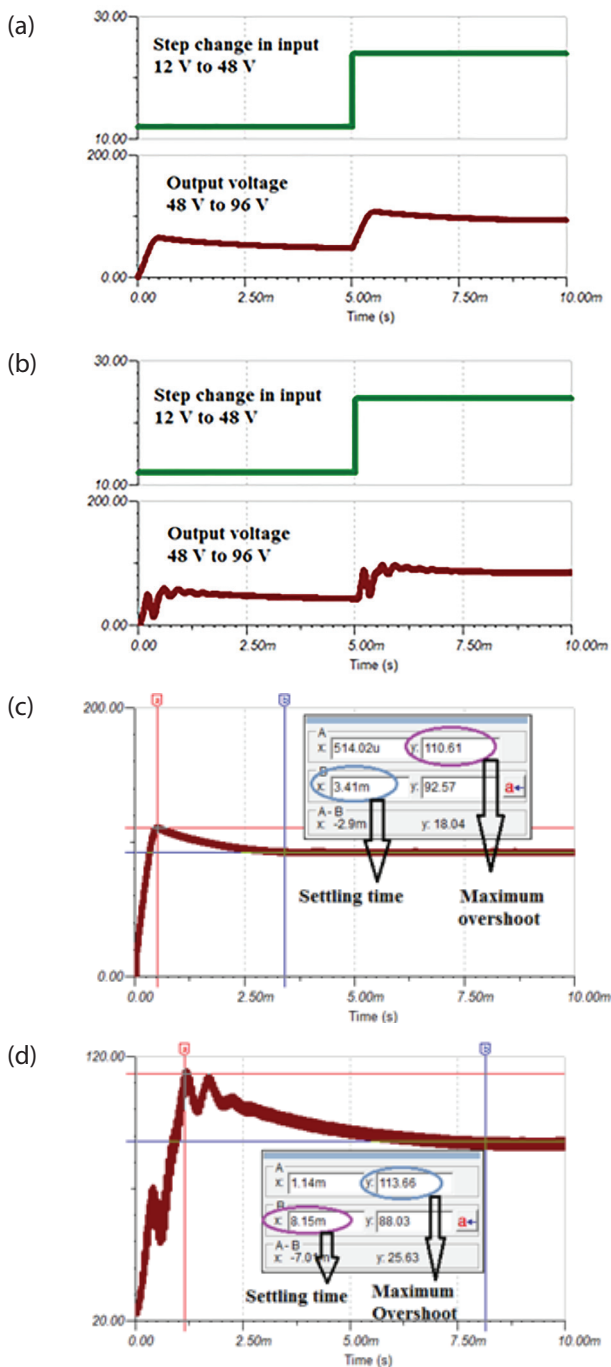 (a)
30.00
Step change in input
12 V to 48 V
10.00
200.00
Output voltage
48 V to 96 V
0.00
0.00 2.50m 5.00m 7.50m 10.00m
Time (s)
(b)
30.00
Step change in input
12 V to 48 V
10.00
200.00
Output voltage
48 V to 96 V
0.00
0.00 2.50m 5.00m 7.50m 10.00m
Time (s)
(c)
a b
200.00
A
x: 514.02u y: 110.61
B
x: 3.41m y: 92.57 a
A - B
x: -2.9m y: 18.04
Settling time
Maximum
overshoot
0.00
0.00 2.50m 5.00m 7.50m 10.00m
Time (s)
(d)
a b
120.00
A
x: 1.14m y: 113.66
B
x: 8.15m y: 88.03 a
A - B
x: -7.01m y: 25.63
Settling time
Maximum
Overshoot
20.00
0.00 2.50m 5.00m 7.50m 10.00m
Time (s)